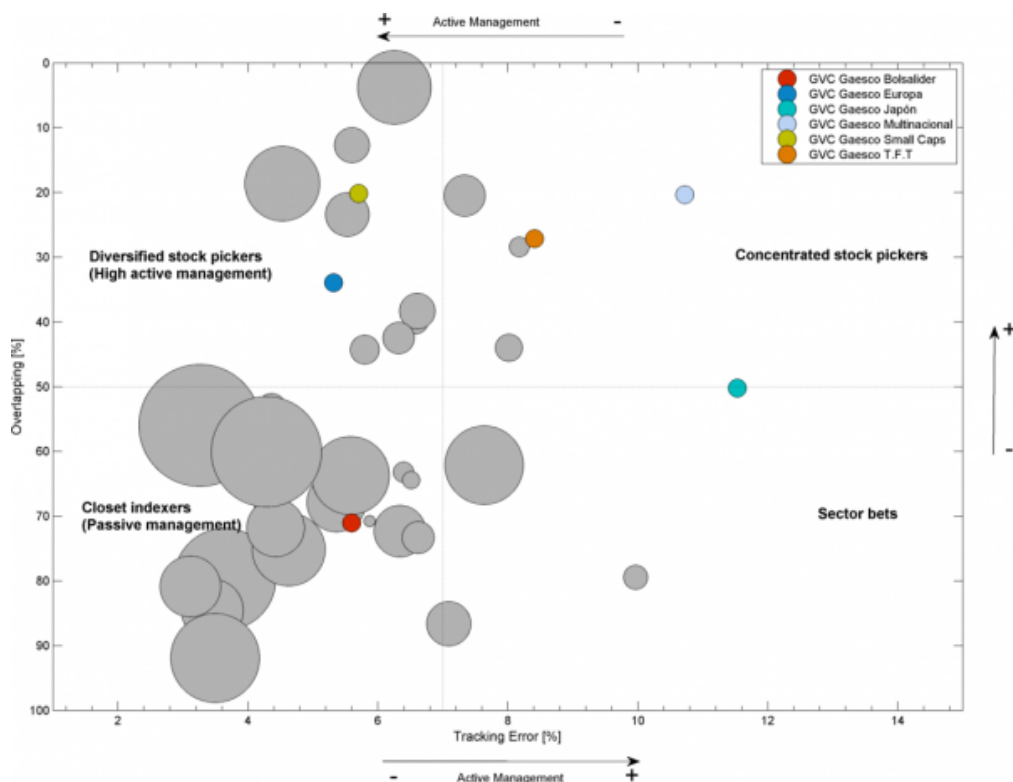 + Active Management -
0
10
20
30
40
50
60
70
80
90
100
Overlapping [%]
GVC Gaesco Bolsalider
GVC Gaesco Europa
GVC Gaesco Japón
GVC Gaesco Multinacional
GVC Gaesco Small Caps
GVC Gaesco T.F.T
Diversified stock pickers
(High active management)
Concentrated stock pickers
+
-
Closet indexers
(Passive management)
Sector bets
2 4 6 8 10 12 14
Tracking Error [%]
- Active Management +